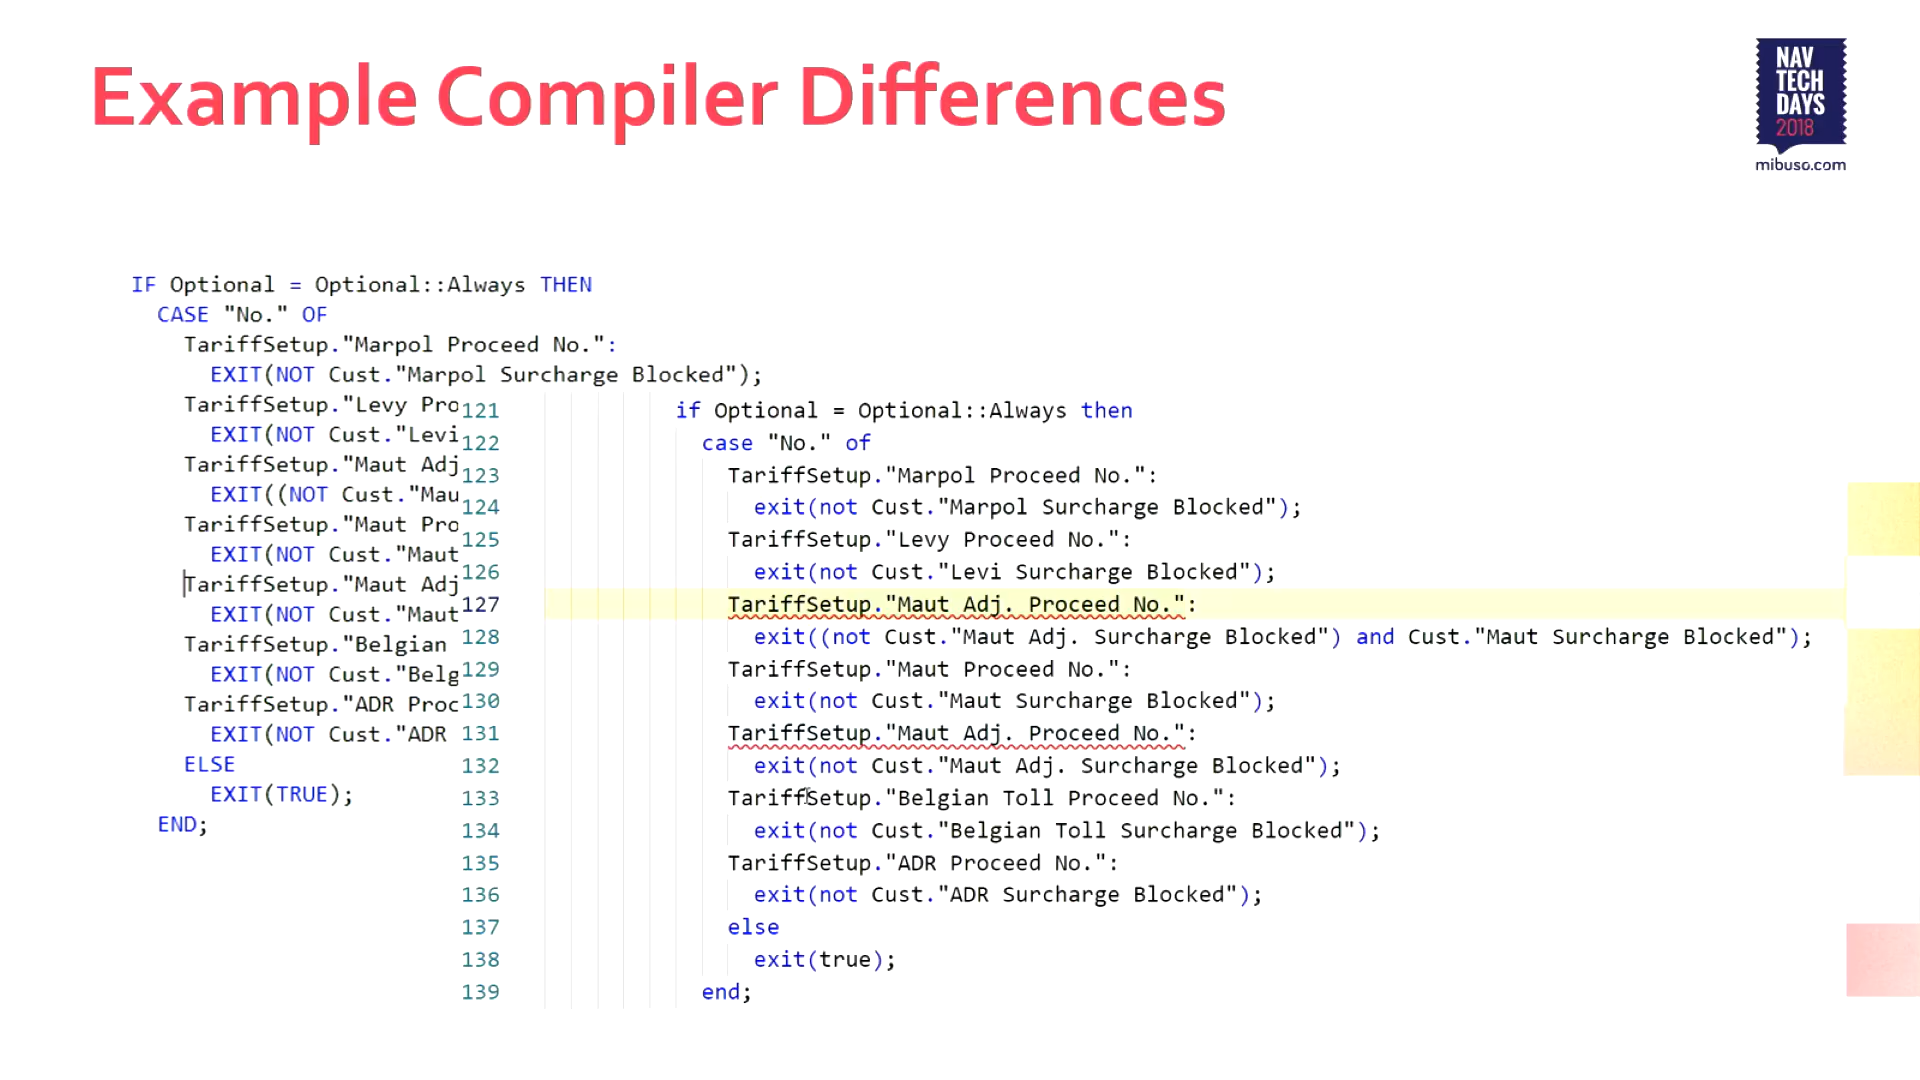 Example Compiler Differences
NAV
TECH
DAYS
2018
mibuso.com
IF Optional = Optional::Always THEN
CASE "No." OF
TariffSetup."Marpol Proceed No.":
EXIT(NOT Cust."Marpol Surcharge Blocked");
TariffSetup."Levy Pro
EXIT(NOT Cust."Levi
TariffSetup."Maut Adj
EXIT((NOT Cust."Mau
TariffSetup."Maut Pro
EXIT(NOT Cust."Maut
TariffSetup."Maut Adj
EXIT(NOT Cust."Maut
TariffSetup."Belgian
EXIT(NOT Cust."Belg
TariffSetup."ADR Proc
EXIT(NOT Cust."ADR
ELSE
EXIT(TRUE);
END;
121 if Optional = Optional::Always then
122 case "No." of
123 TariffSetup."Marpol Proceed No.":
124 exit(not Cust."Marpol Surcharge Blocked");
125 TariffSetup."Levy Proceed No.":
126 exit(not Cust."Levi Surcharge Blocked");
127 TariffSetup."Maut Adj. Proceed No.":
128 exit((not Cust."Maut Adj. Surcharge Blocked") and Cust."Maut Surcharge Blocked");
129 TariffSetup."Maut Proceed No.":
130 exit(not Cust."Maut Surcharge Blocked");
131 TariffSetup."Maut Adj. Proceed No.":
132 exit(not Cust."Maut Adj. Surcharge Blocked");
133 TariffSetup."Belgian Toll Proceed No.":
134 exit(not Cust."Belgian Toll Surcharge Blocked");
135 TariffSetup."ADR Proceed No.":
136 exit(not Cust."ADR Surcharge Blocked");
137 else
138 exit(true);
139 end;